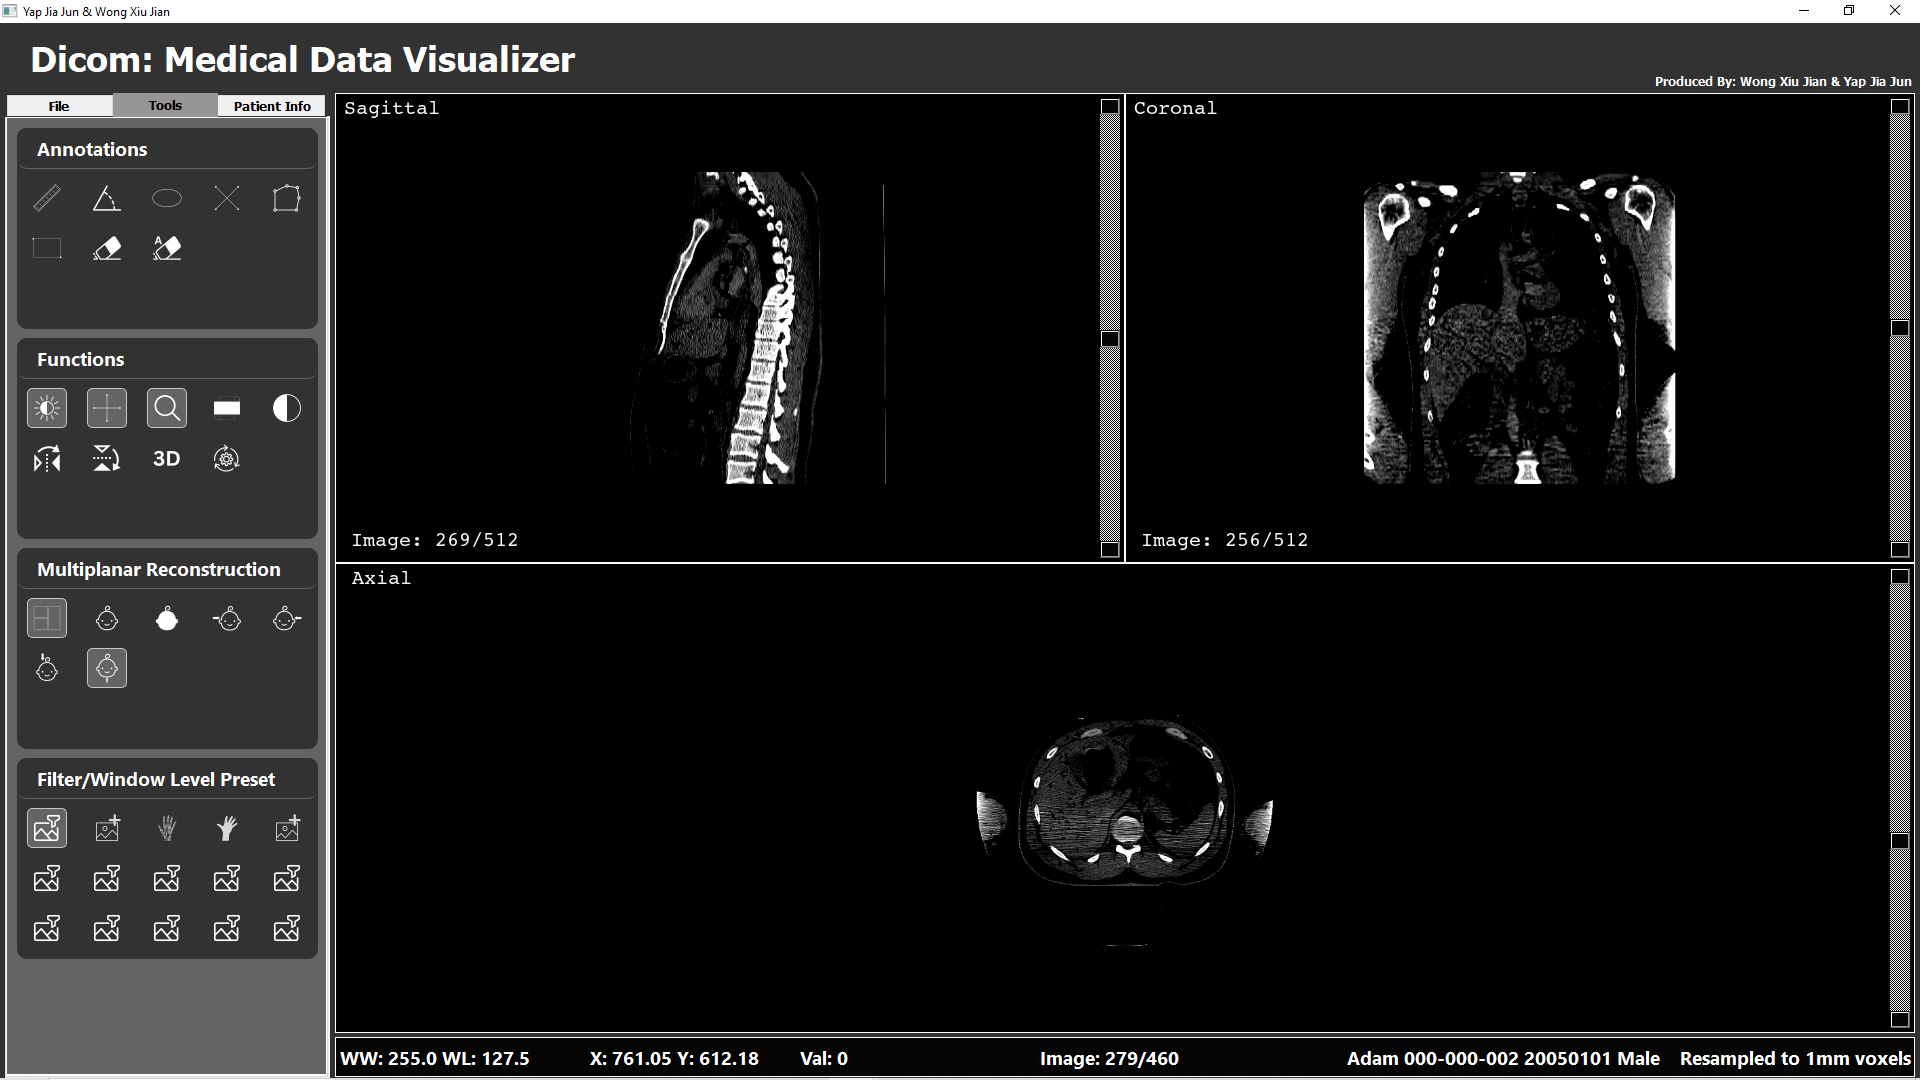 Yap Jia Jun & Wong Xiu Jian
Dicom: Medical Data Visualizer
Produced By: Wong Xiu Jian & Yap Jia Jun
File Tools Patient Info
Annotations
A
Functions
3D
Multiplanar Reconstruction
Filter/Window Level Preset
Sagittal
Image: 269/512
Coronal
Image: 256/512
Axial
WW: 255.0 WL: 127.5 X: 761.05 Y: 612.18 Val: 0 Image: 279/460 Adam 000-000-002 20050101 Male Resampled to 1mm voxels